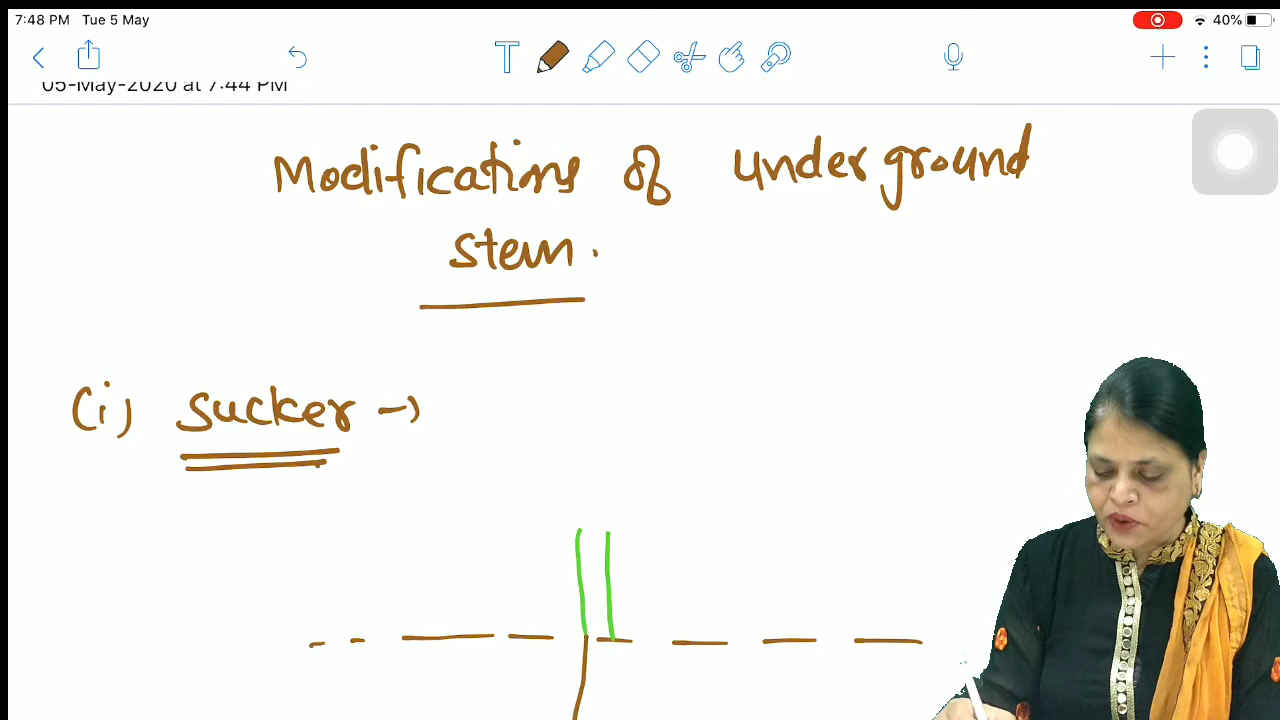 7:48 PM Tue 5 May
40%
T
05-May-2020 at 7:44 PM
Modifications of underground
stem.
(i) sucker →